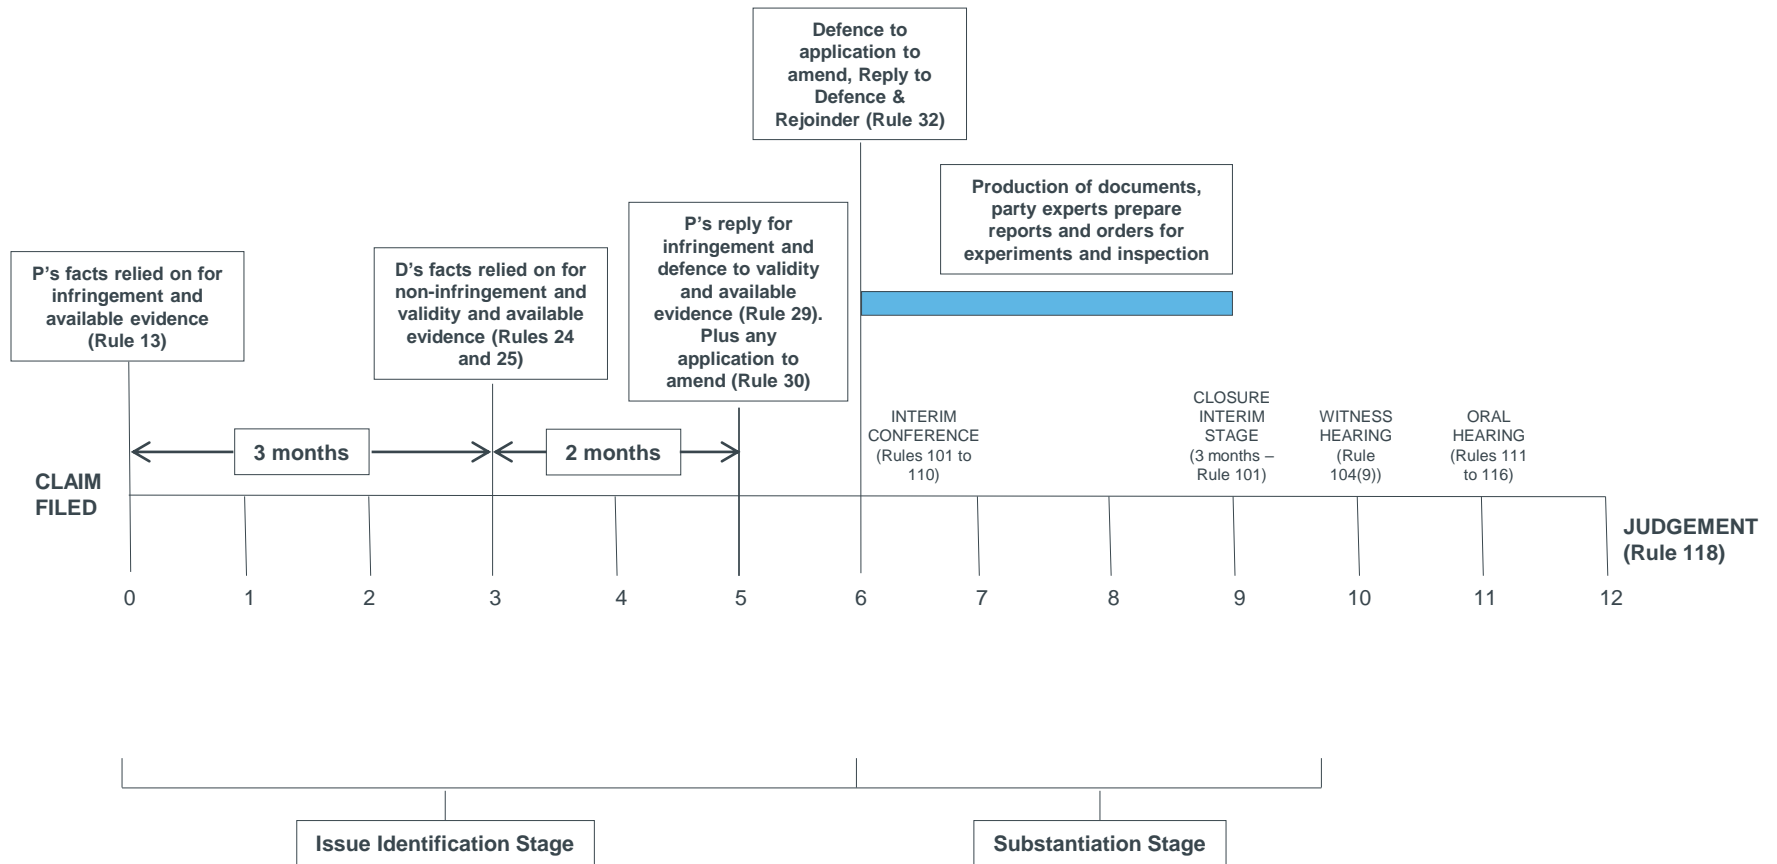 Defence to
application to
amend, Reply to
Defence &
Rejoinder (Rule 32)
Production of documents,
party experts prepare
reports and orders for
experiments and inspection
P's reply for
infringement and
defence to validity
and available
evidence (Rule 29).
Plus any
application to
amend (Rule 30)
D's facts relied on for
non-infringement and
validity and available
evidence (Rules 24
and 25)
P's facts relied on for
infringement and
available evidence
(Rule 13)
3 months
2 months
INTERIM
CONFERENCE
(Rules 101 to
110)
CLOSURE
INTERIM
STAGE
(3 months –
Rule 101)
WITNESS
HEARING
(Rule
104(9))
ORAL
HEARING
(Rules 111
to 116)
CLAIM
FILED
JUDGEMENT
(Rule 118)
0 1 2 3 4 5 6 7 8 9 10 11 12
Issue Identification Stage
Substantiation Stage